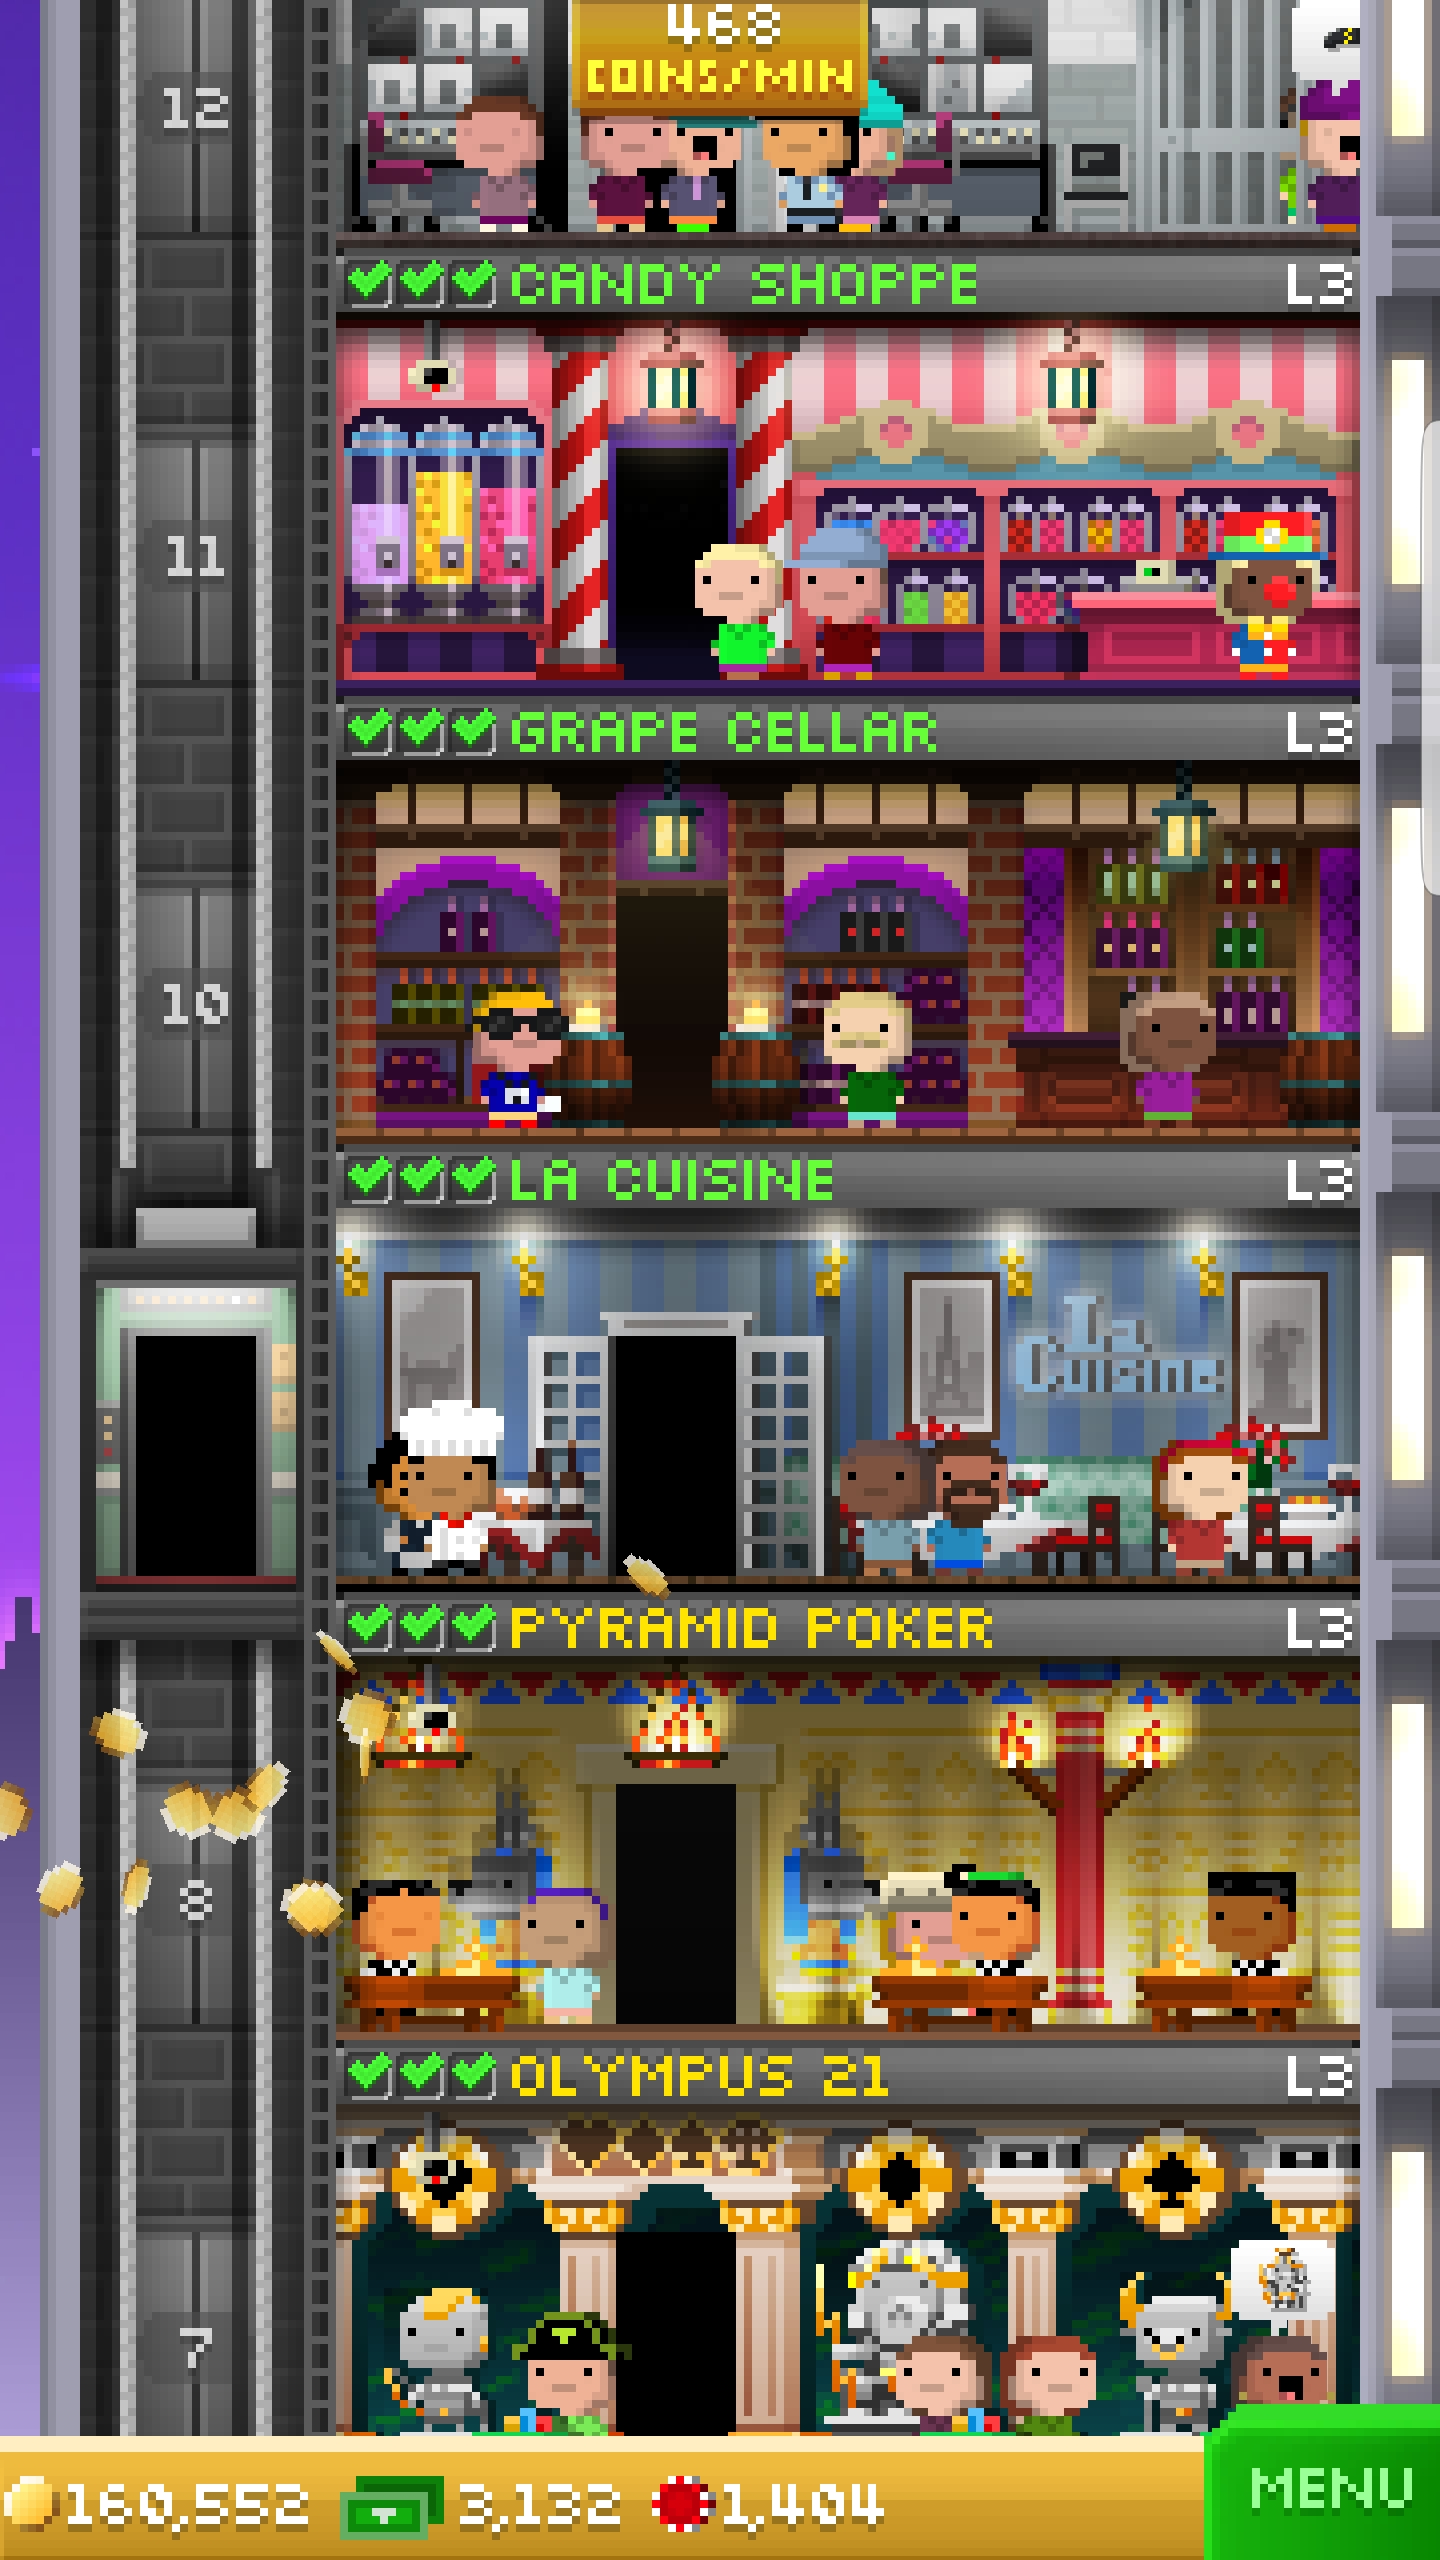 468
COINS/MIN
12
CANDY SHOPPE L3
11
GRAPE CELLAR L3
10
LA CUISINE L3
La
Cuisine
PYRAMID POKER L3
8
OLYMPUS 21 L3
7
160,552 3,132 1,404 MENU